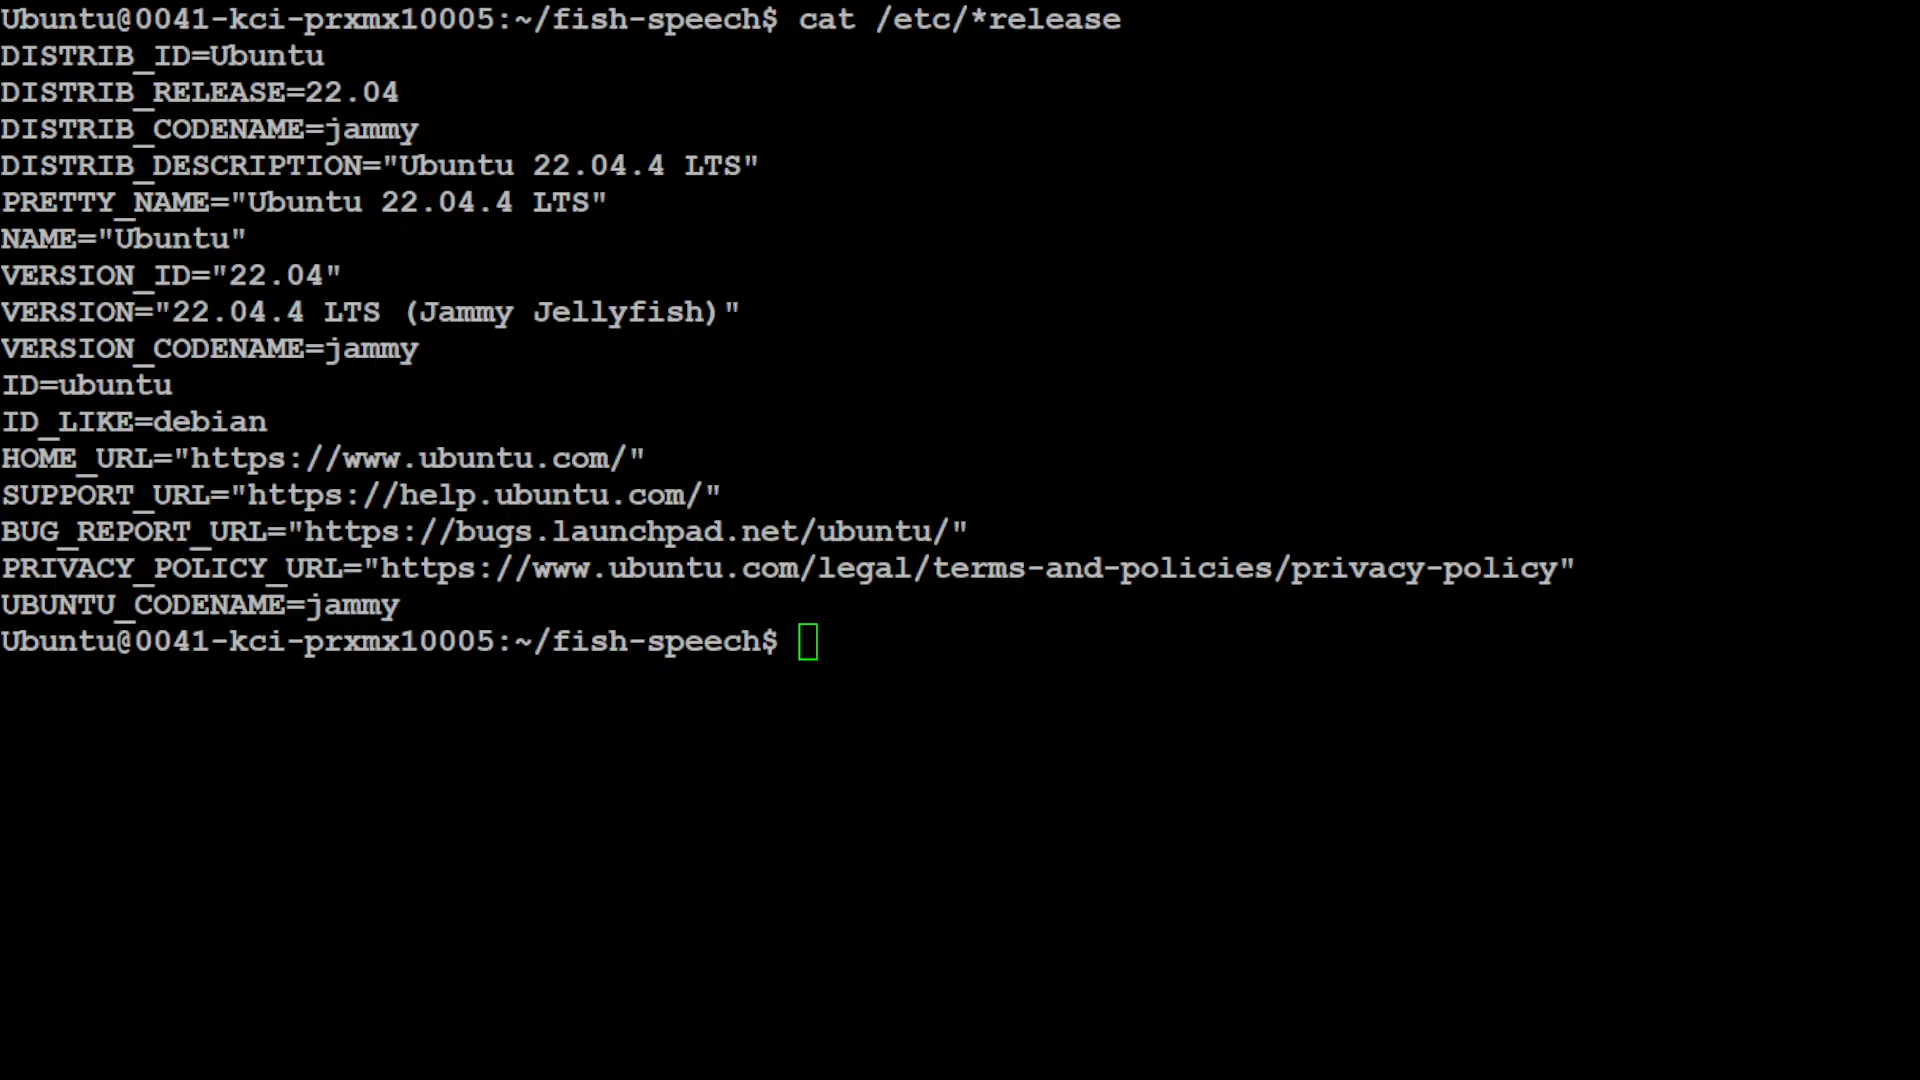 Ubuntu@0041-kci-prxmx10005:~/fish-speech$ cat /etc/*release
DISTRIB_ID=Ubuntu
DISTRIB_RELEASE=22.04
DISTRIB_CODENAME=jammy
DISTRIB_DESCRIPTION="Ubuntu 22.04.4 LTS"
PRETTY_NAME="Ubuntu 22.04.4 LTS"
NAME="Ubuntu"
VERSION_ID="22.04"
VERSION="22.04.4 LTS (Jammy Jellyfish)"
VERSION_CODENAME=jammy
ID=ubuntu
ID_LIKE=debian
HOME_URL="https://www.ubuntu.com/"
SUPPORT_URL="https://help.ubuntu.com/"
BUG_REPORT_URL="https://bugs.launchpad.net/ubuntu/"
PRIVACY_POLICY_URL="https://www.ubuntu.com/legal/terms-and-policies/privacy-policy"
UBUNTU_CODENAME=jammy
Ubuntu@0041-kci-prxmx10005:~/fish-speech$